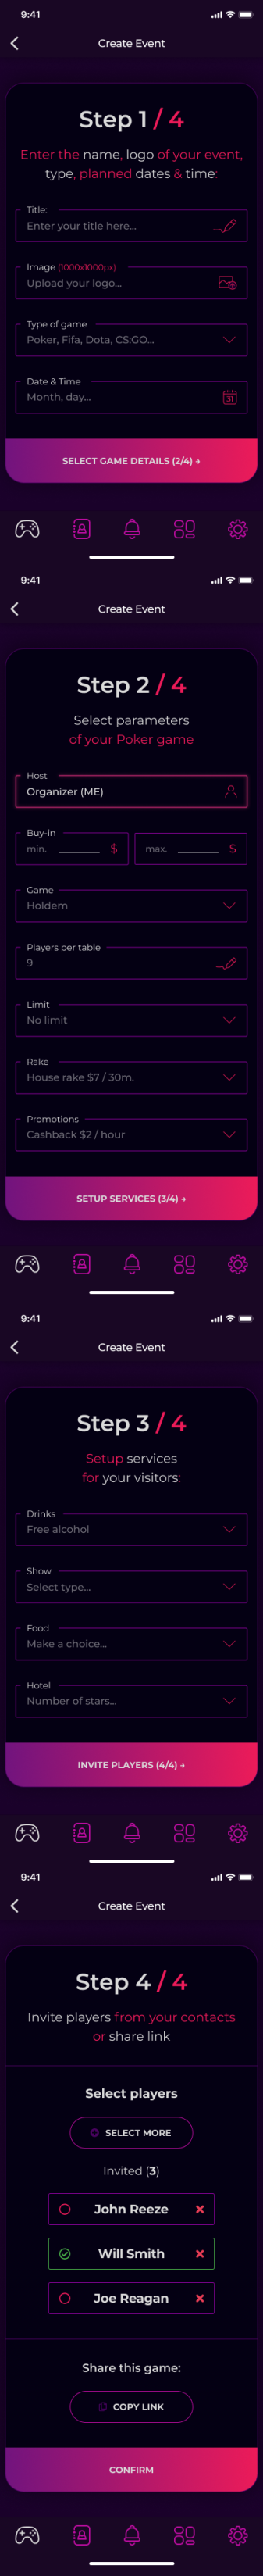 9:41
Create Event
Step 1 / 4
Enter the name, logo of your event,
type, planned dates & time:
Title:
Enter your title here...
Image (1000x1000px)
Upload your logo...
Type of game
Poker, Fifa, Dota, CS:GO...
Date & Time
Month, day...
31
SELECT GAME DETAILS (2/4) →
9:41
Create Event
Step 2 / 4
Select parameters
of your Poker game
Host
Organizer (ME)
Buy-in
min. ______ $ max. ______ $
Game
Holdem
Players per table
9
Limit
No limit
Rake
House rake $7 / 30m.
Promotions
Cashback $2 / hour
SETUP SERVICES (3/4) →
9:41
Create Event
Step 3 / 4
Setup services
for your visitors:
Drinks
Free alcohol
Show
Select type...
Food
Make a choice...
Hotel
Number of stars...
INVITE PLAYERS (4/4) →
9:41
Create Event
Step 4 / 4
Invite players from your contacts
or share link
Select players
SELECT MORE
Invited (3)
John Reeze
Will Smith
Joe Reagan
Share this game:
COPY LINK
CONFIRM